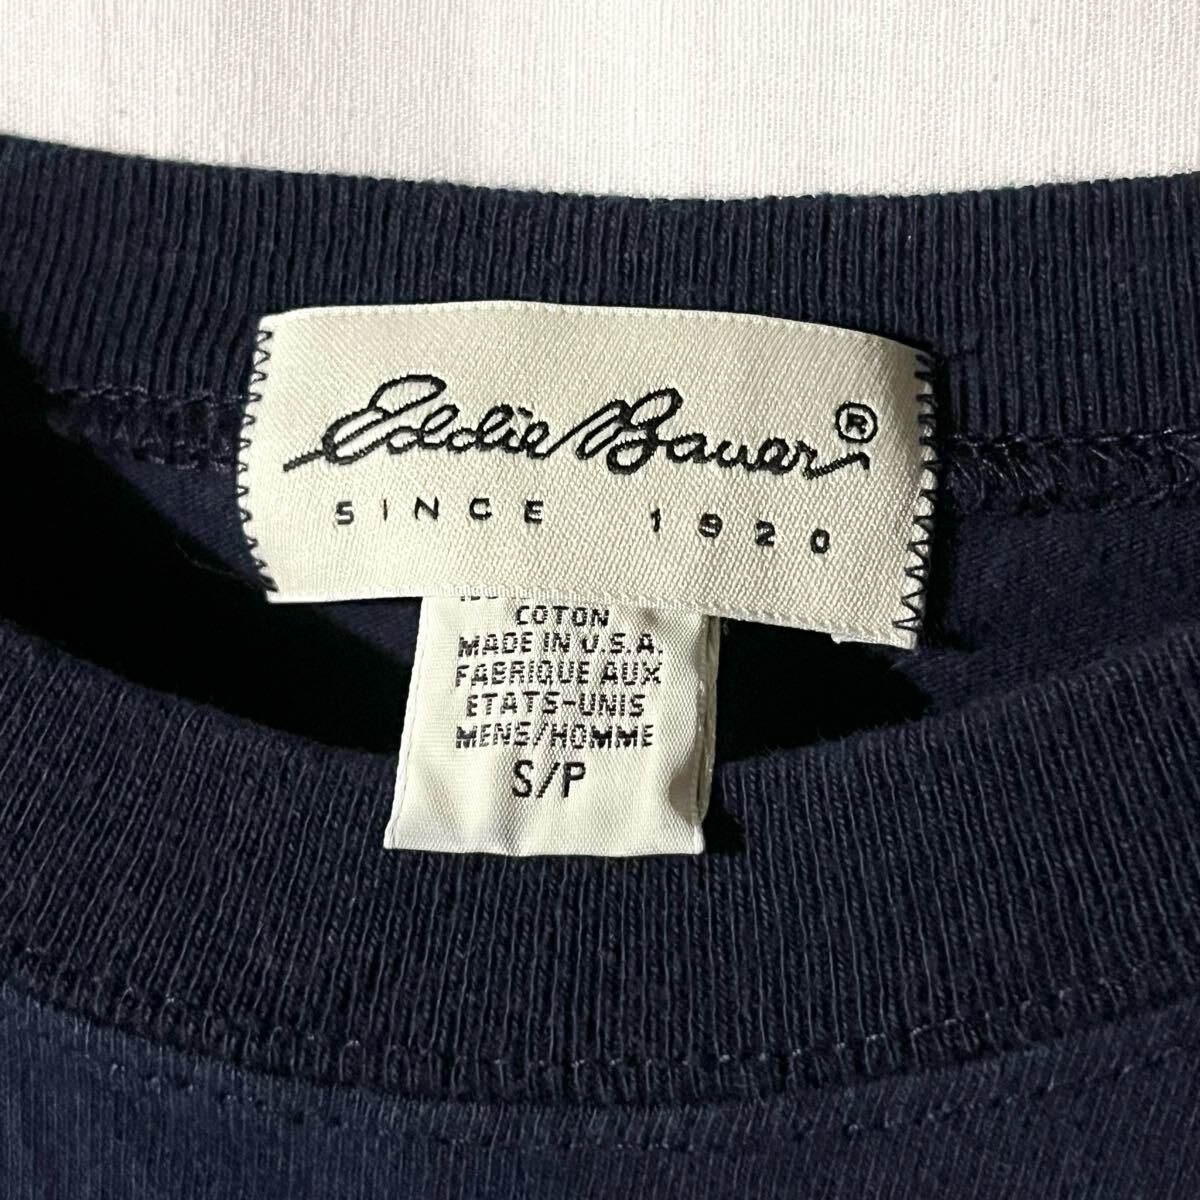 Eddie Bauer ®
SINCE 1920
COTON
MADE IN U.S.A.
FABRIQUE AUX
ETATS-UNIS
MENS/HOMME
S/P